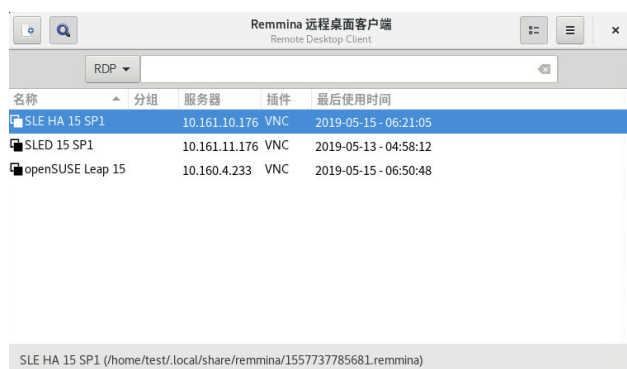 Remmina 远程桌面客户端
Remote Desktop Client
RDP
名称 分组 服务器 插件 最后使用时间
SLE HA 15 SP1 10.161.10.176 VNC 2019-05-15 - 06:21:05
SLED 15 SP1 10.161.11.176 VNC 2019-05-13 - 04:58:12
openSUSE Leap 15 10.160.4.233 VNC 2019-05-15 - 06:50:48
SLE HA 15 SP1 (/home/test/.local/share/remmina/1557737785681.remmina)